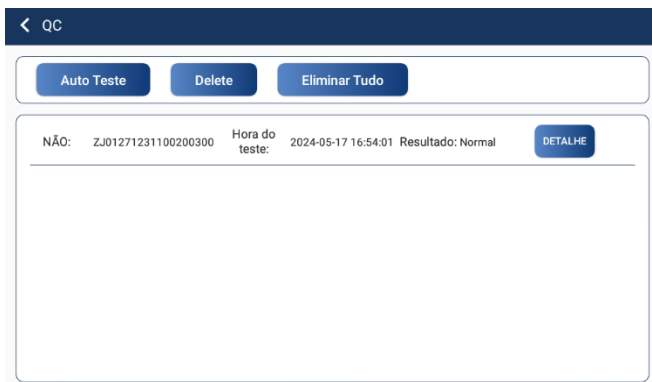 QC
Auto Teste Delete Eliminar Tudo
NÃO: ZJ01271231100200300 Hora do teste: 2024-05-17 16:54:01 Resultado: Normal DETALHE